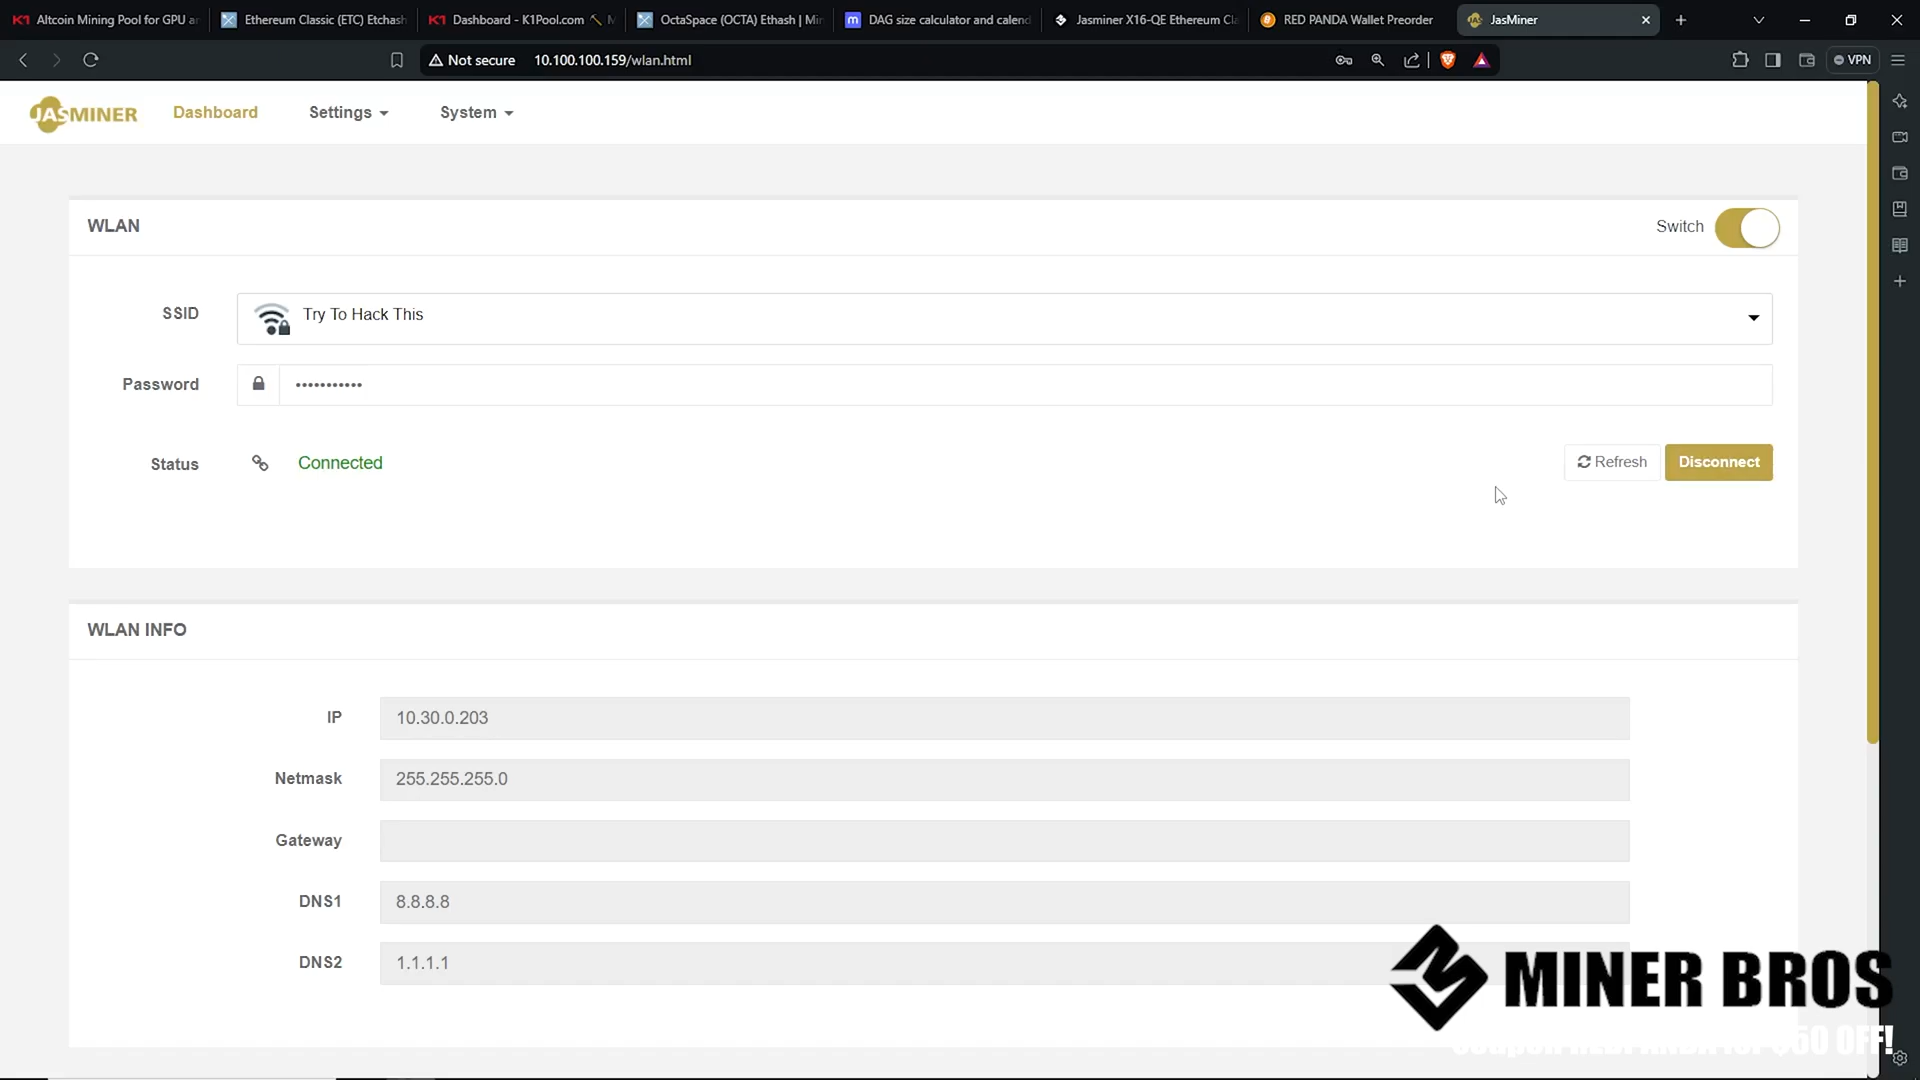 Altcoin Mining Pool for GPU a
Ethereum Classic (ETC) Etchash
Dashboard - K1Pool.com
OctaSpace (OCTA) Ethash | Min
DAG size calculator and calend
Jasminer X16-QE Ethereum Cla
RED PANDA Wallet Preorder
JasMiner
Not secure 10.100.100.159/wlan.html
VPN
JASMINER Dashboard Settings System
WLAN Switch
SSID Try To Hack This
Password •••••••••••
Status Connected Refresh Disconnect
WLAN INFO
IP 10.30.0.203
Netmask 255.255.255.0
Gateway
DNS1 8.8.8.8
DNS2 1.1.1.1
MINER BROS
$50 OFF!